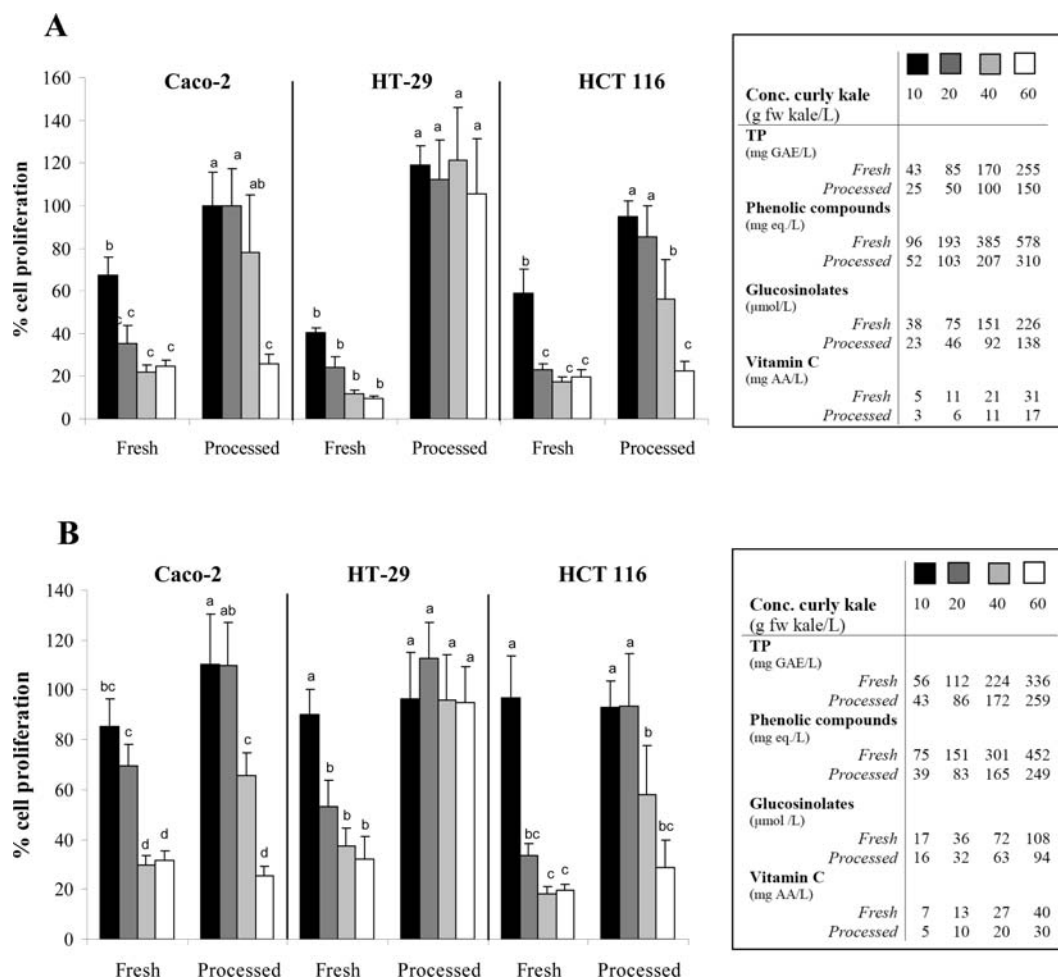 A
160
140
120
100
80
60
40
20
0
% cell proliferation
Caco-2
HT-29
HCT 116
b
c
c
c
c
a
a
ab
c
b
b
b
b
a
a
a
a
b
c
c
c
a
a
b
c
Fresh
Processed
Fresh
Processed
Fresh
Processed
Conc. curly kale 10 20 40 60
(g fw kale/L)
TP
(mg GAE/L)
Fresh 43 85 170 255
Processed 25 50 100 150
Phenolic compounds
(mg eq./L)
Fresh 96 193 385 578
Processed 52 103 207 310
Glucosinolates
(µmol/L)
Fresh 38 75 151 226
Processed 23 46 92 138
Vitamin C
(mg AA/L)
Fresh 5 11 21 31
Processed 3 6 11 17
B
140
120
100
80
60
40
20
0
% cell proliferation
Caco-2
HT-29
HCT 116
bc
c
d
d
a
ab
c
d
a
b
b
b
a
a
a
a
a
bc
c
c
a
a
b
bc
Fresh
Processed
Fresh
Processed
Fresh
Processed
Conc. curly kale 10 20 40 60
(g fw kale/L)
TP
(mg GAE/L)
Fresh 56 112 224 336
Processed 43 86 172 259
Phenolic compounds
(mg eq./L)
Fresh 75 151 301 452
Processed 39 83 165 249
Glucosinolates
(µmol /L)
Fresh 17 36 72 108
Processed 16 32 63 94
Vitamin C
(mg AA/L)
Fresh 7 13 27 40
Processed 5 10 20 30